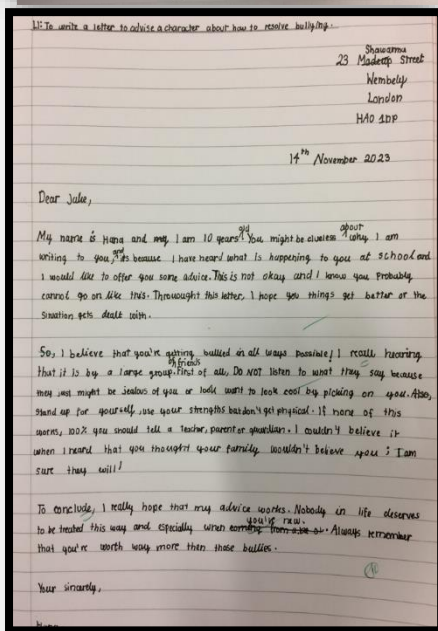 LI: To write a letter to advise a character about how to resolve bullying.
Shawarma
23 Madeup Street
Wembely
London
HA0 1DP
14th November 2023
Dear Juke,
My name is Hana and I am 10 years old. You might be clueless about why I am
writing to you, and its because I have heard what is happening to you at school and
I would like to offer you some advice. This is not okay and I know you Probably
cannot go on like this. Throwought this letter, I hope you things get better or the
situation gets dealt with.
So, I believe that you're getting bullied in all ways possible! I recall hearing
that it is by a large group of friends. First of all, Do NOT listen to what they say because
they just might be jealous of you or want to look cool by picking on you. Also,
stand up for yourself, use your strengths but don't get physical. If none of this
works, 100% you should tell a teacher, parent or guardian. I couldn't believe it
when I heard that you thought your family wouldn't believe you; I am
sure they will!
To conclude, I really hope that my advice workes. Nobody in life deserves
to be treated this way and especially when you're raw. Always remember
that you're worth way more then those bullies.
Your sincerely,